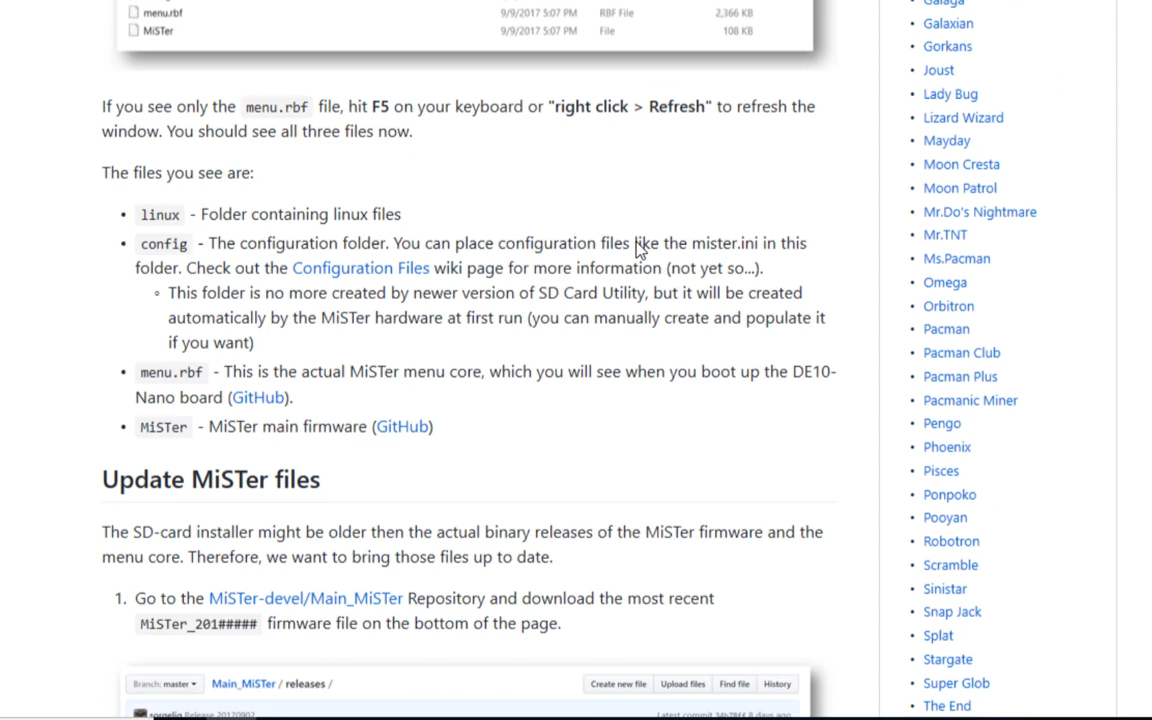 menu.rbf 9/9/2017 5:07 PM RBF File 2,366 KB
MiSTer 9/9/2017 5:07 PM File 108 KB
If you see only the menu.rbf file, hit F5 on your keyboard or "right click > Refresh" to refresh the
window. You should see all three files now.
The files you see are:
• linux - Folder containing linux files
• config - The configuration folder. You can place configuration files like the mister.ini in this
folder. Check out the Configuration Files wiki page for more information (not yet so...).
◦ This folder is no more created by newer version of SD Card Utility, but it will be created
automatically by the MiSTer hardware at first run (you can manually create and populate it
if you want)
• menu.rbf - This is the actual MiSTer menu core, which you will see when you boot up the DE10-
Nano board (GitHub).
• MiSTer - MiSTer main firmware (GitHub)
Update MiSTer files
The SD-card installer might be older then the actual binary releases of the MiSTer firmware and the
menu core. Therefore, we want to bring those files up to date.
1. Go to the MiSTer-devel/Main_MiSTer Repository and download the most recent
MiSTer_201##### firmware file on the bottom of the page.
Branch: master Main_MiSTer / releases / Create new file Upload files Find file History
sorgelig Release 20170902 Latest commit 8 days ago
Galaga
• Galaxian
• Gorkans
• Joust
• Lady Bug
• Lizard Wizard
• Mayday
• Moon Cresta
• Moon Patrol
• Mr.Do's Nightmare
• Mr.TNT
• Ms.Pacman
• Omega
• Orbitron
• Pacman
• Pacman Club
• Pacman Plus
• Pacmanic Miner
• Pengo
• Phoenix
• Pisces
• Ponpoko
• Pooyan
• Robotron
• Scramble
• Sinistar
• Snap Jack
• Splat
• Stargate
• Super Glob
• The End